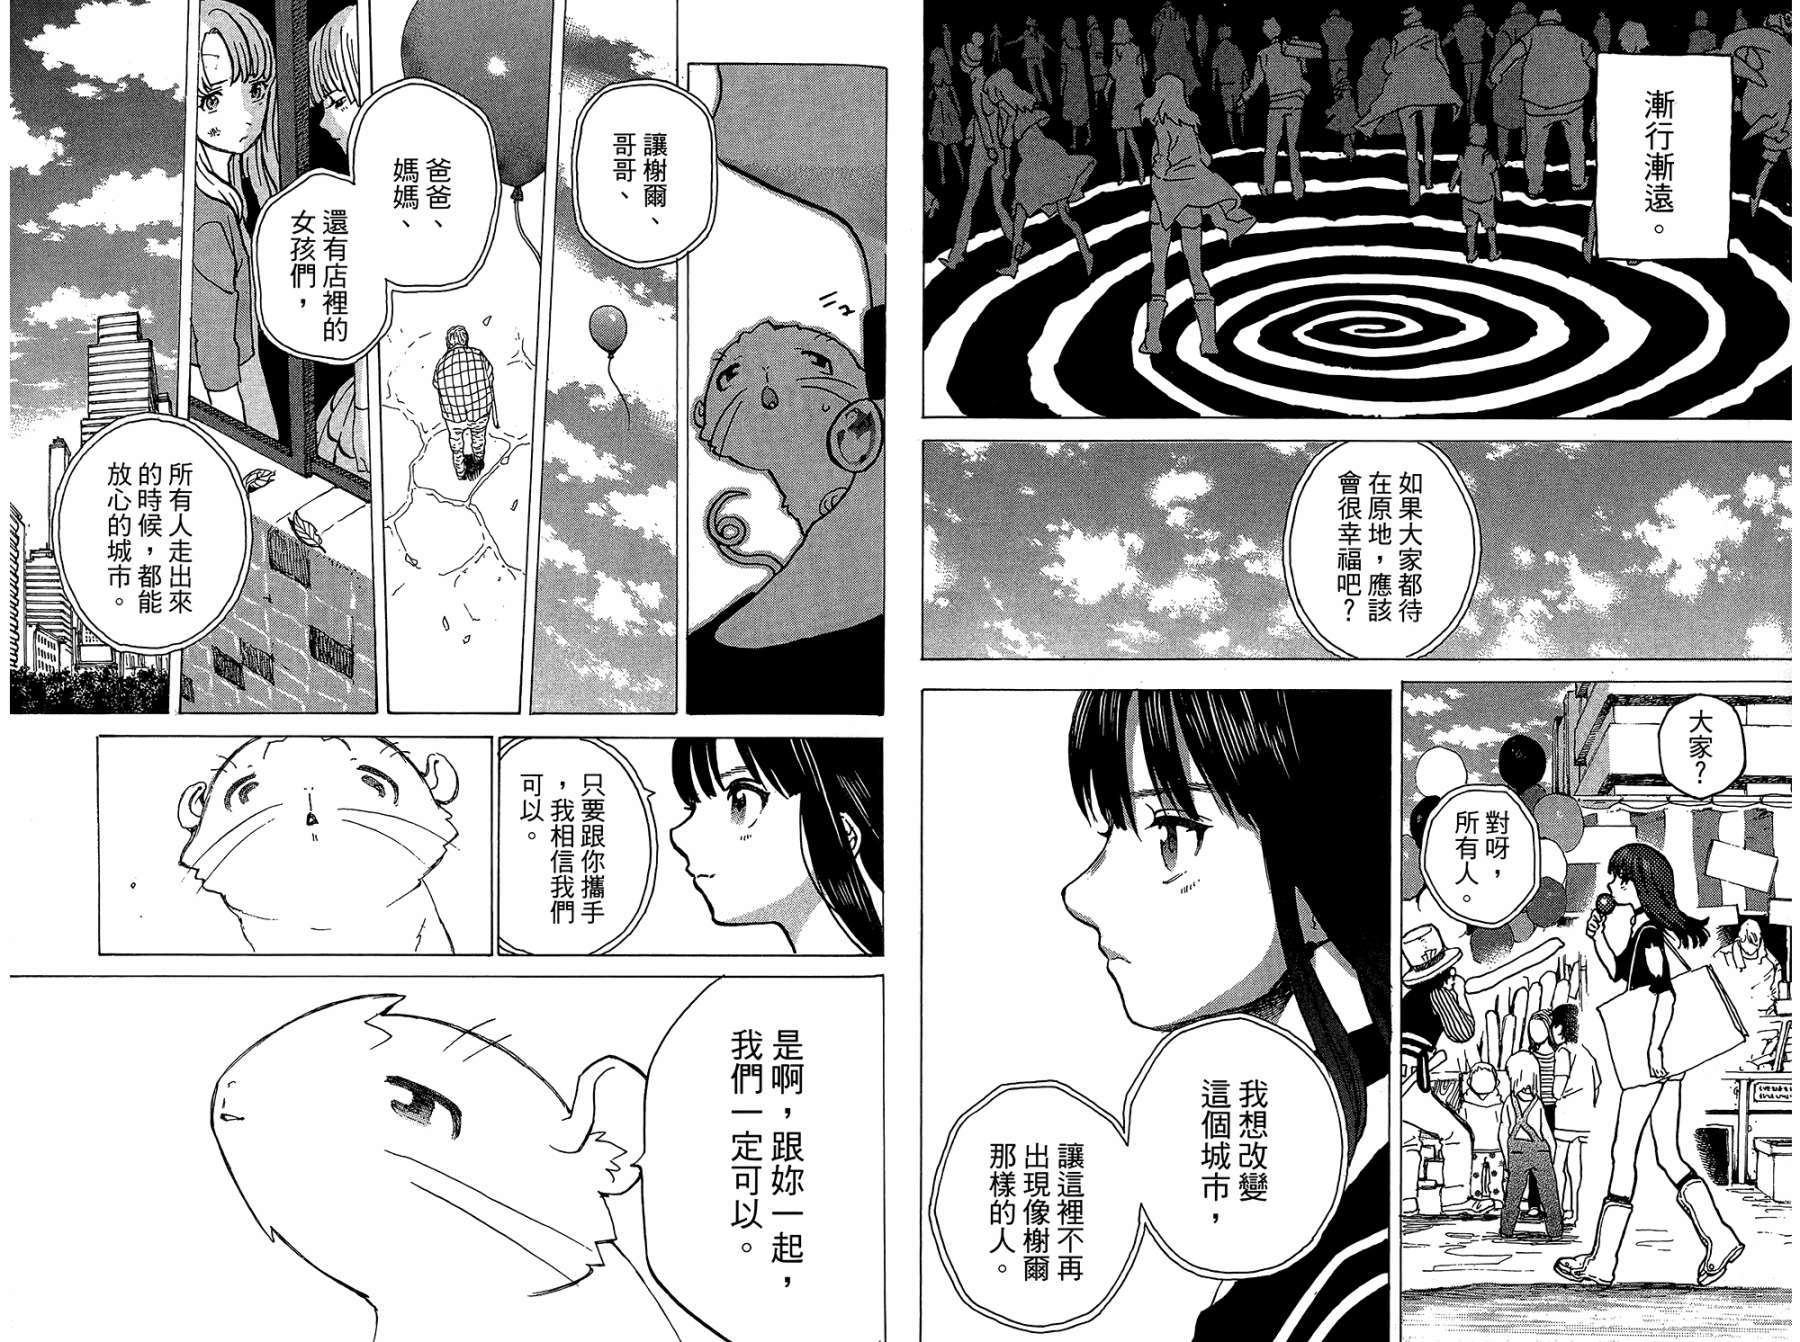 漸行漸遠。
如果大家都待
在原地，應該
會很幸福吧？
大家？
對呀，
所有人。
我想改變
這個城市，
讓這裡不再
出現像榭爾
那樣的人。
讓榭爾、
哥哥、
爸爸、
媽媽、
還有店裡的
女孩們，
所有人走出來
的時候，都能
放心的城市。
只要跟你攜手
，我相信我們
可以。
是啊，跟妳一起，
我們一定可以。